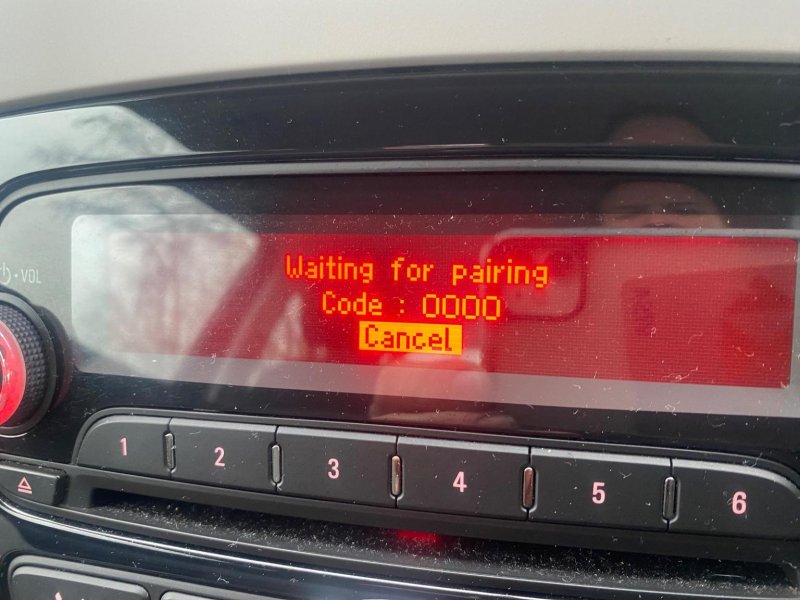 Waiting for pairing
Code : 0000
Cancel
VOL
1 2 3 4 5 6